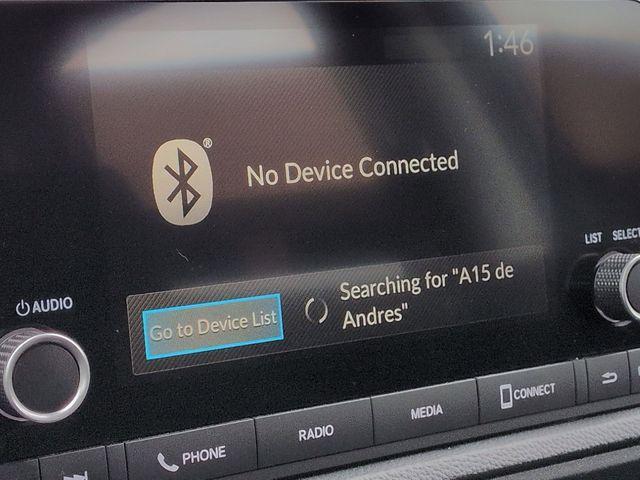 1:46
®
No Device Connected
Go to Device List
Searching for "A15 de
Andres"
LIST SELECT
AUDIO
PHONE
RADIO
MEDIA
CONNECT